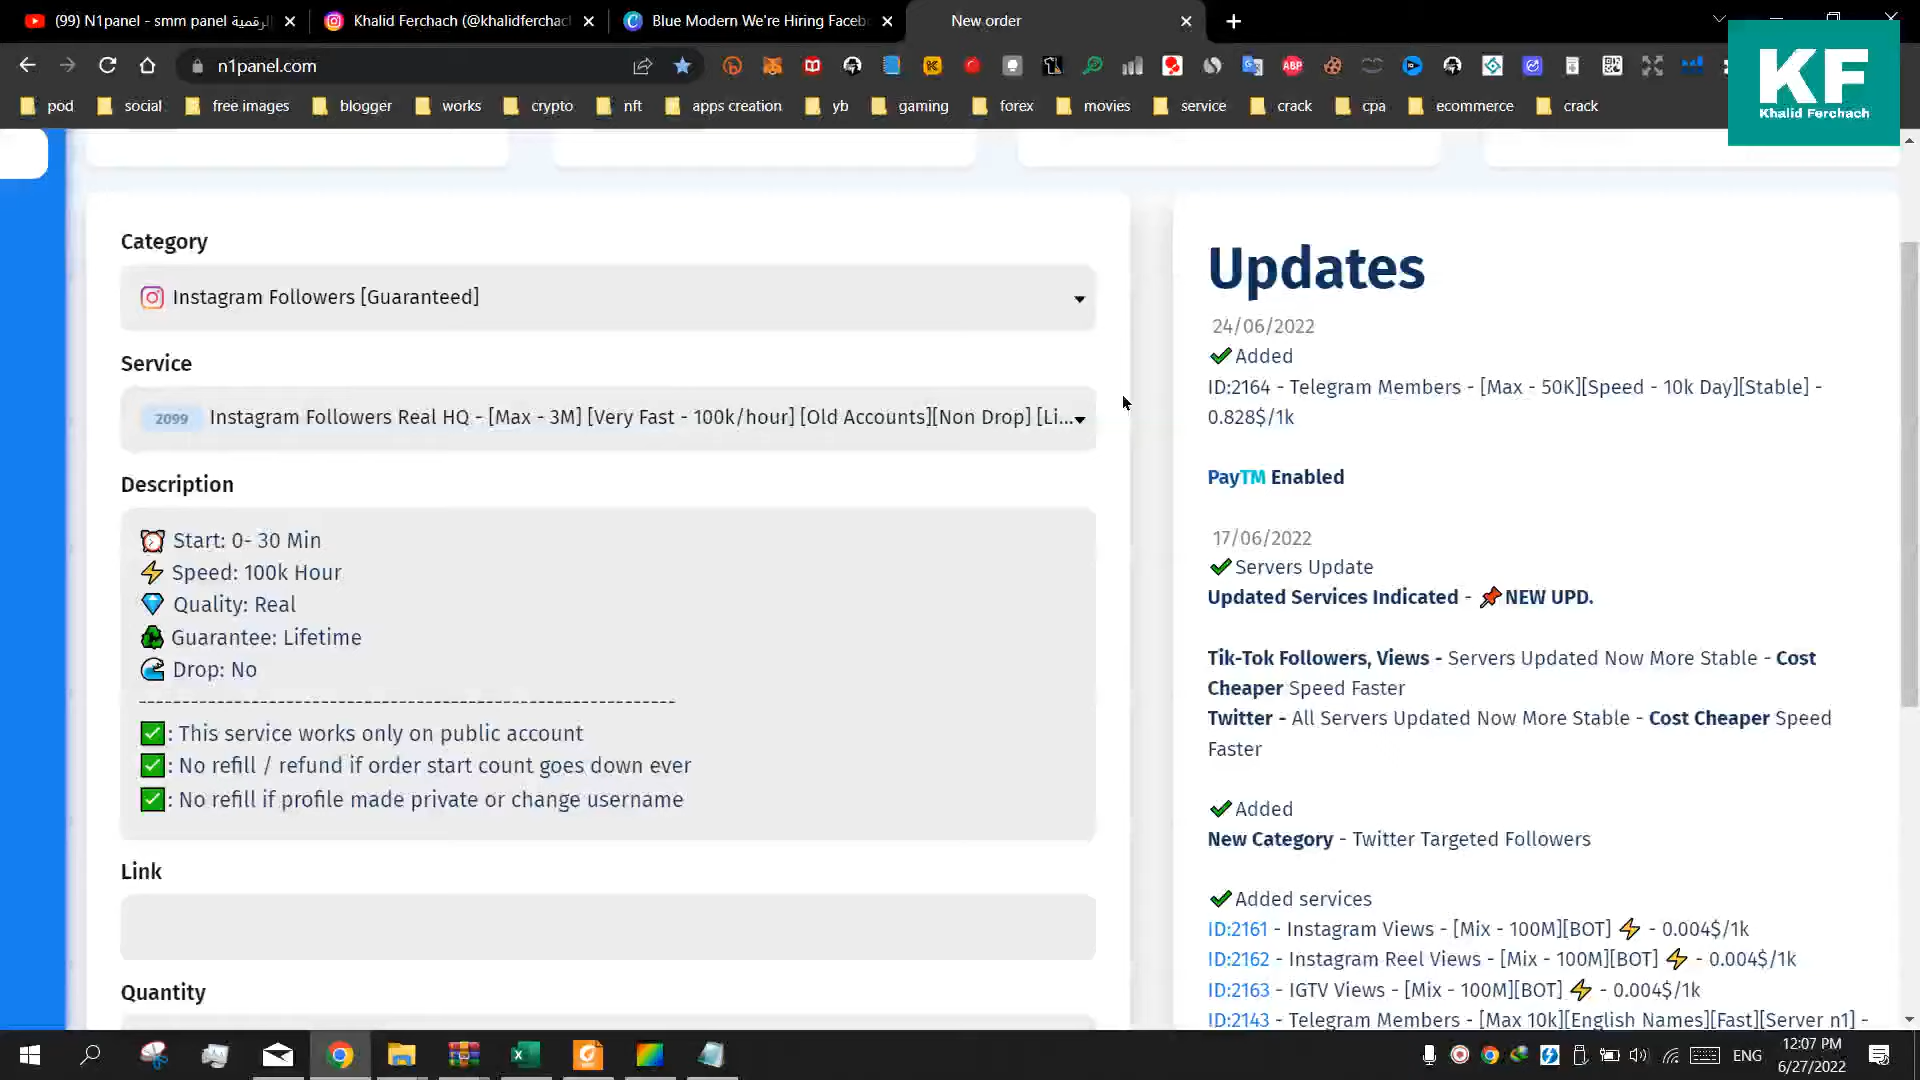 (99) N1panel - smm panel الرقمية
Khalid Ferchach (@khalidferchac
Blue Modern We're Hiring Faceb
New order
n1panel.com
ABP
KF
Khalid Ferchach
pod
social
free images
blogger
works
crypto
nft
apps creation
yb
gaming
forex
movies
service
crack
cpa
ecommerce
crack
Category
Instagram Followers [Guaranteed]
Service
2099 Instagram Followers Real HQ - [Max - 3M] [Very Fast - 100k/hour] [Old Accounts][Non Drop] [Li...
Description
Start: 0- 30 Min
Speed: 100k Hour
Quality: Real
Guarantee: Lifetime
Drop: No
----------------------------------------------------------------
: This service works only on public account
: No refill / refund if order start count goes down ever
: No refill if profile made private or change username
Link
Quantity
Updates
24/06/2022
Added
ID:2164 - Telegram Members - [Max - 50K][Speed - 10k Day][Stable] -
0.828$/1k
PayTM Enabled
17/06/2022
Servers Update
Updated Services Indicated - 📌NEW UPD.
Tik-Tok Followers, Views - Servers Updated Now More Stable - Cost
Cheaper Speed Faster
Twitter - All Servers Updated Now More Stable - Cost Cheaper Speed
Faster
Added
New Category - Twitter Targeted Followers
Added services
ID:2161 - Instagram Views - [Mix - 100M][BOT] ⚡ - 0.004$/1k
ID:2162 - Instagram Reel Views - [Mix - 100M][BOT] ⚡ - 0.004$/1k
ID:2163 - IGTV Views - [Mix - 100M][BOT] ⚡ - 0.004$/1k
ID:2143 - Telegram Members - [Max 10k][English Names][Fast][Server n1] -
ENG
12:07 PM
6/27/2022